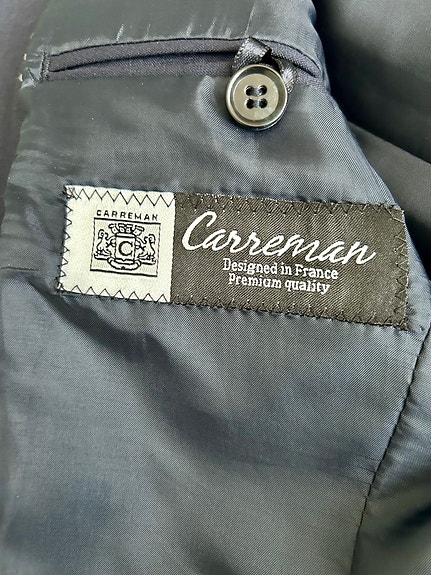 CARREMAN
C
Carreman
Designed in France
Premium quality